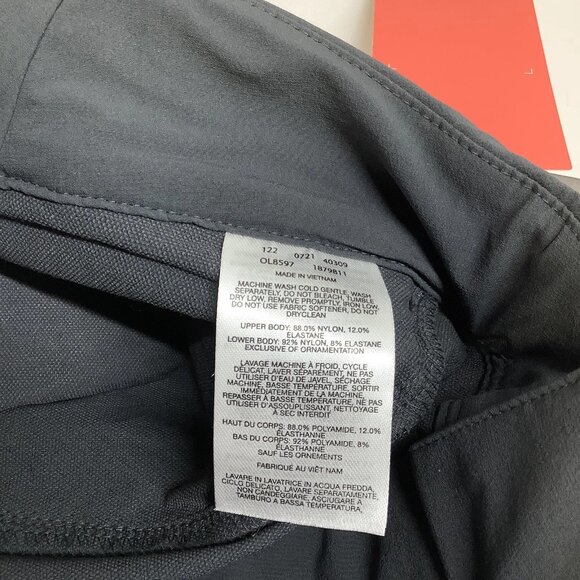 122 0721 40309
OL8597 1879811
MADE IN VIETNAM
MACHINE WASH COLD GENTLE, WASH
SEPARATELY, DO NOT BLEACH, TUMBLE
DRY LOW, REMOVE PROMPTLY, IRON LOW,
DO NOT USE FABRIC SOFTENER, DO NOT
DRYCLEAN
UPPER BODY: 88.0% NYLON, 12.0%
ELASTANE
LOWER BODY: 92% NYLON, 8% ELASTANE
EXCLUSIVE OF ORNAMENTATION
LAVAGE MACHINE À FROID, CYCLE
DÉLICAT, LAVER SÉPARÉMENT, NE PAS
UTILISER D'EAU DE JAVEL, SÉCHAGE
MACHINE, BASSE TEMPÉRATURE, SORTIR
IMMÉDIATEMENT DE LA MACHINE,
REPASSER À BASSE TEMPÉRATURE, NE PAS
UTILISER D'ASSOUPLISSANT, NETTOYAGE
À SEC INTERDIT
HAUT DU CORPS: 88.0% POLYAMIDE, 12.0%
ÉLASTHANNE
BAS DU CORPS: 92% POLYAMIDE, 8%
ÉLASTHANNE
SAUF LES ORNEMENTS
FABRIQUÉ AU VIÊT NAM
LAVARE IN LAVATRICE IN ACQUA FREDDA,
CICLO DELICATO, LAVARE SEPARATAMENTE,
NON CANDEGGIARE, ASCIUGARE A
TAMBURO A BASSA TEMPERATURA,